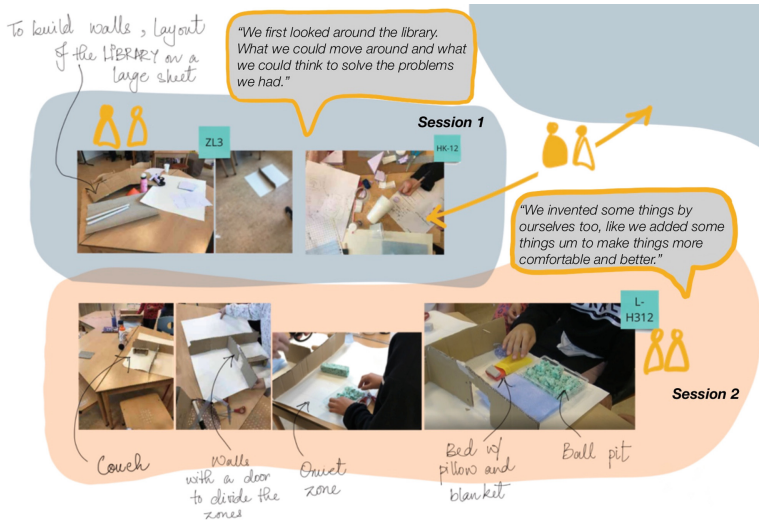 To build walls, layout
of the LIBRARY on a
large sheet
"We first looked around the library.
What we could move around and what
we could think to solve the problems
we had."
Session 1
ZL3
HK-12
"We invented some things by
ourselves too, like we added some
things um to make things more
comfortable and better."
L-
H312
Session 2
Couch
Walls
with a door
to divide the
zones
Quiet
zone
Bed w/
pillow and
blanket
Ball pit